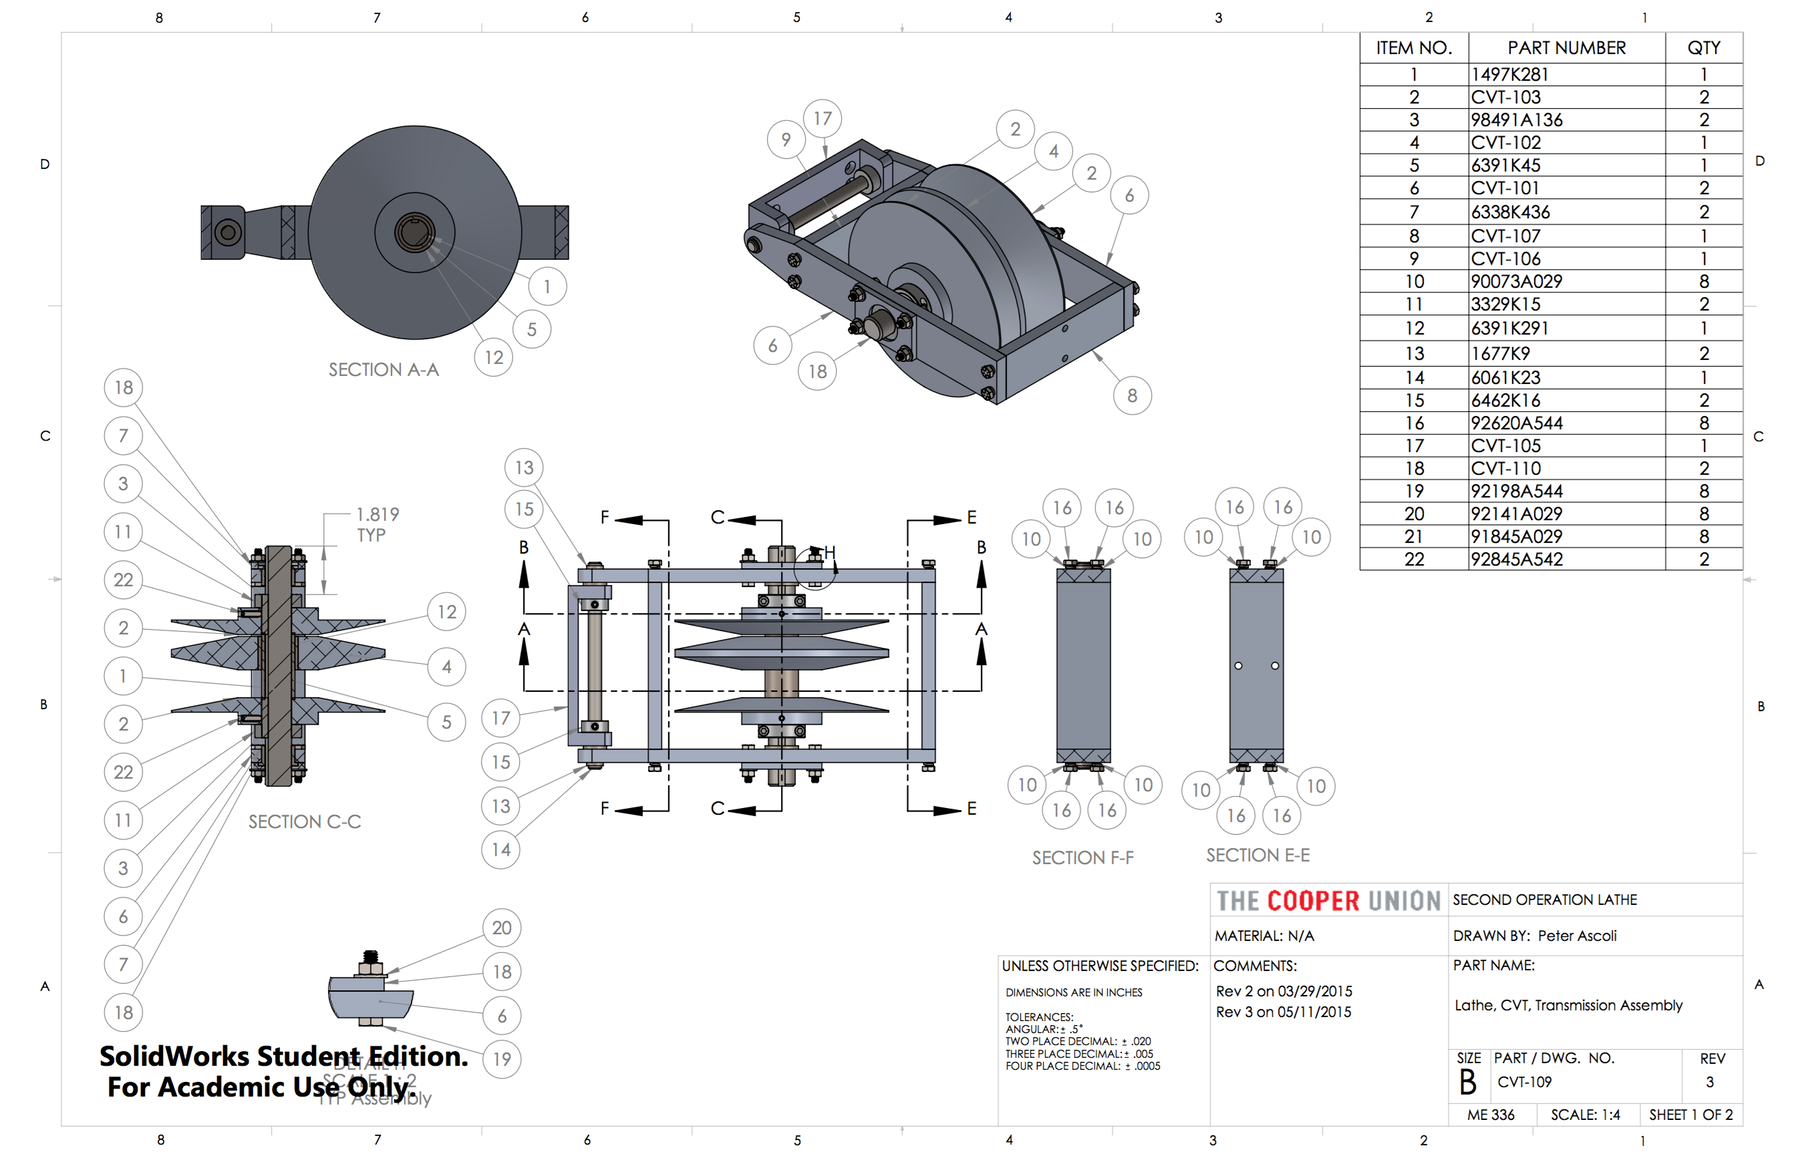 8 7 6 5 4 3 2 1
D
C
B
A
D
C
B
A
ITEM NO. PART NUMBER QTY
1 1497K281 1
2 CVT-103 2
3 98491A136 2
4 CVT-102 1
5 6391K45 1
6 CVT-101 2
7 6338K436 2
8 CVT-107 1
9 CVT-106 1
10 90073A029 8
11 3329K15 2
12 6391K291 1
13 1677K9 2
14 6061K23 1
15 6462K16 2
16 92620A544 8
17 CVT-105 1
18 CVT-110 2
19 92198A544 8
20 92141A029 8
21 91845A029 8
22 92845A542 2
1
5
12
SECTION A-A
17
9
2
4
2
6
6
18
8
18
7
3
11
22
2
1
2
22
11
3
6
7
18
1.819
TYP
12
4
5
SECTION C-C
13
15
17
15
13
14
F C E
B B
H
A A
F C E
16 16
10 10
10 10
16 16
SECTION F-F
16 16
10 10
10 10
16 16
SECTION E-E
20
18
6
19
DETAIL H
SCALE 1 : 2
TYP Assembly
SolidWorks Student Edition.
For Academic Use Only.
THE COOPER UNION
SECOND OPERATION LATHE
MATERIAL: N/A
DRAWN BY: Peter Ascoli
UNLESS OTHERWISE SPECIFIED:
DIMENSIONS ARE IN INCHES
TOLERANCES:
ANGULAR:± .5°
TWO PLACE DECIMAL: ± .020
THREE PLACE DECIMAL:± .005
FOUR PLACE DECIMAL: ± .0005
COMMENTS:
Rev 2 on 03/29/2015
Rev 3 on 05/11/2015
PART NAME:
Lathe, CVT, Transmission Assembly
SIZE
B
PART / DWG. NO.
CVT-109
REV
3
ME 336 SCALE: 1:4 SHEET 1 OF 2
8 7 6 5 4 3 2 1